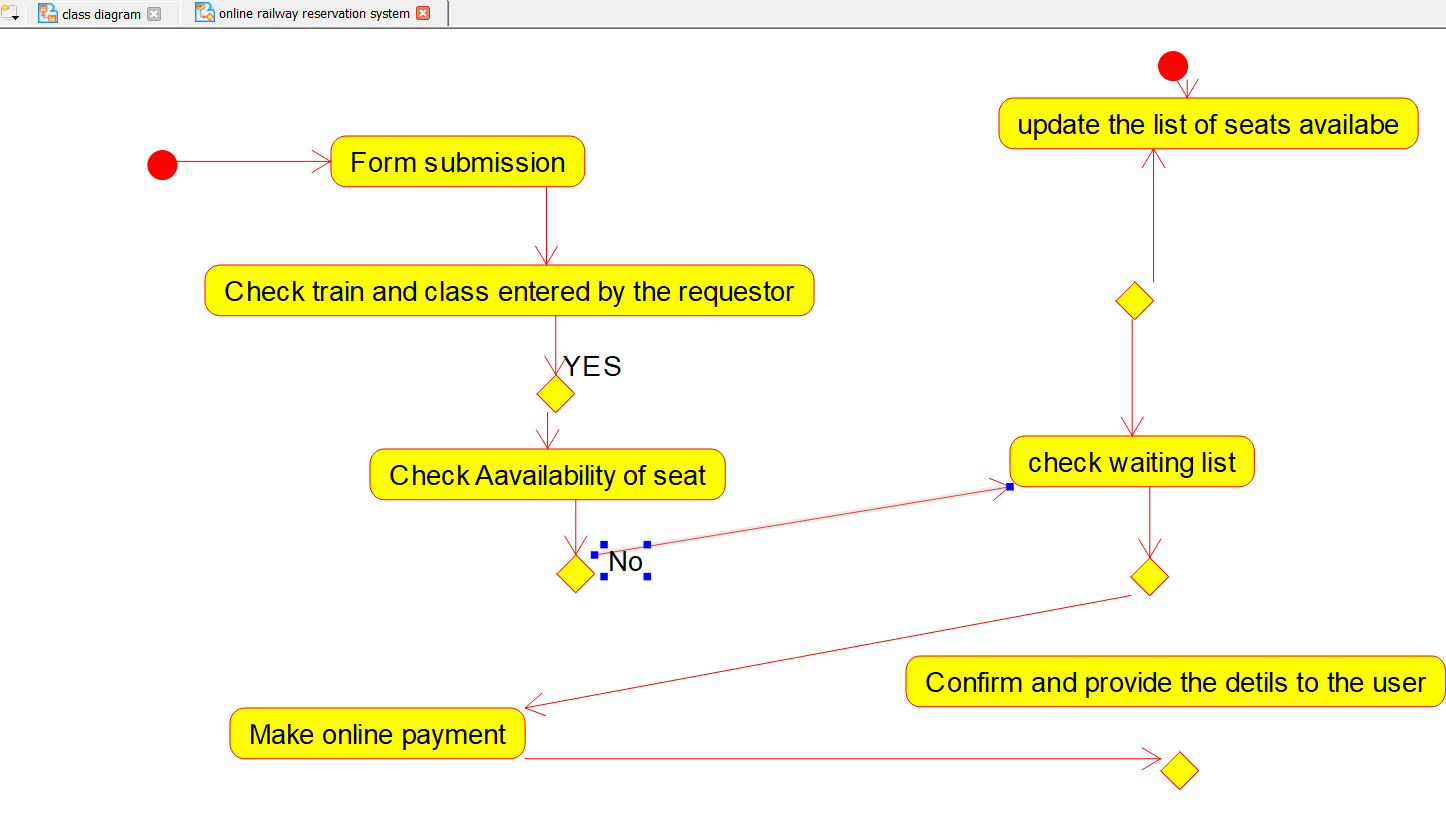 class diagram
online railway reservation system
update the list of seats availabe
Form submission
Check train and class entered by the requestor
YES
Check Aavailability of seat
check waiting list
No
Confirm and provide the detils to the user
Make online payment